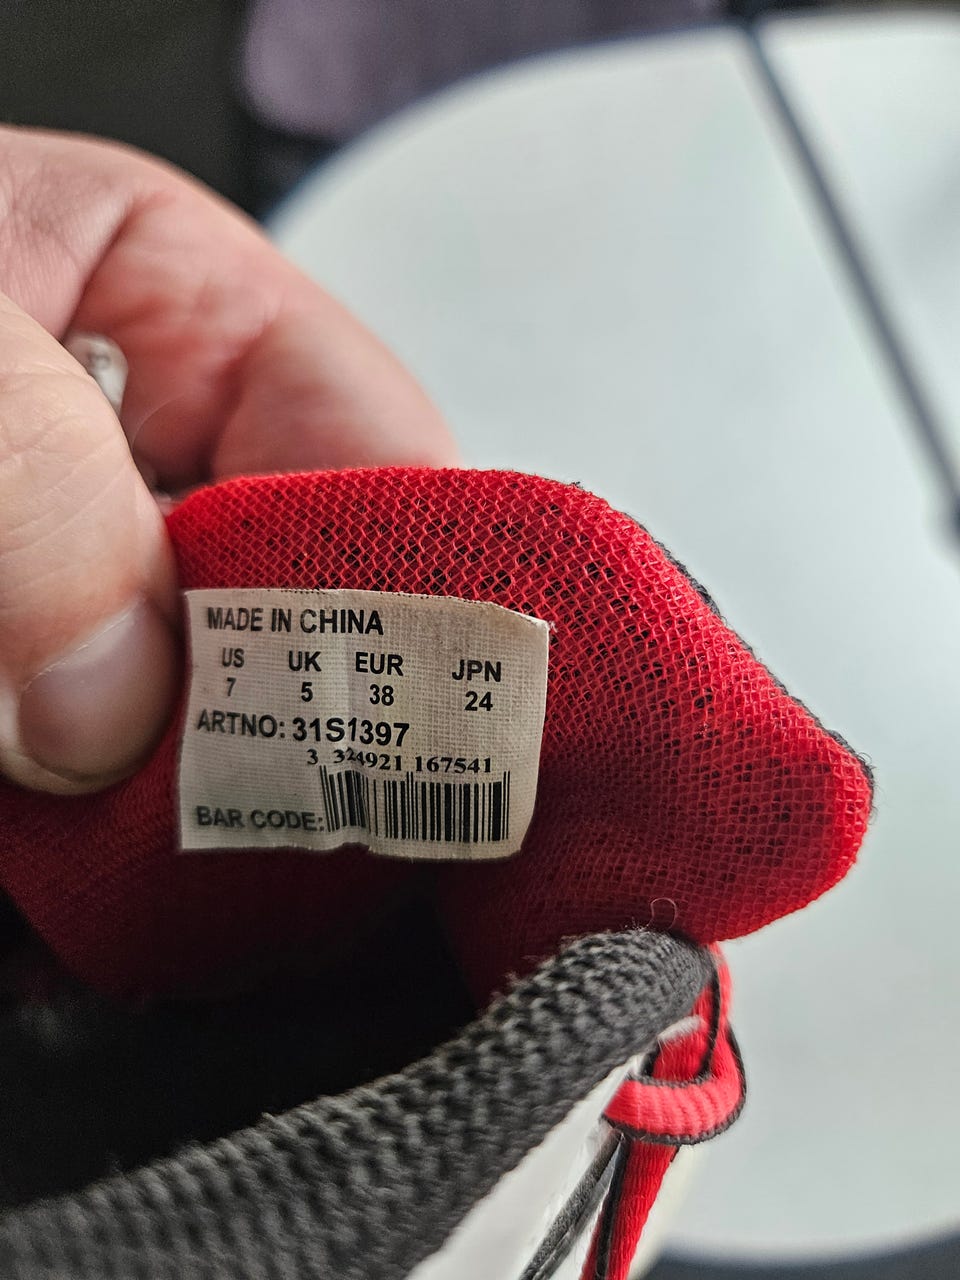 MADE IN CHINA
US UK EUR JPN
7 5 38 24
ARTNO: 31S1397
3 324921 167541
BAR CODE: